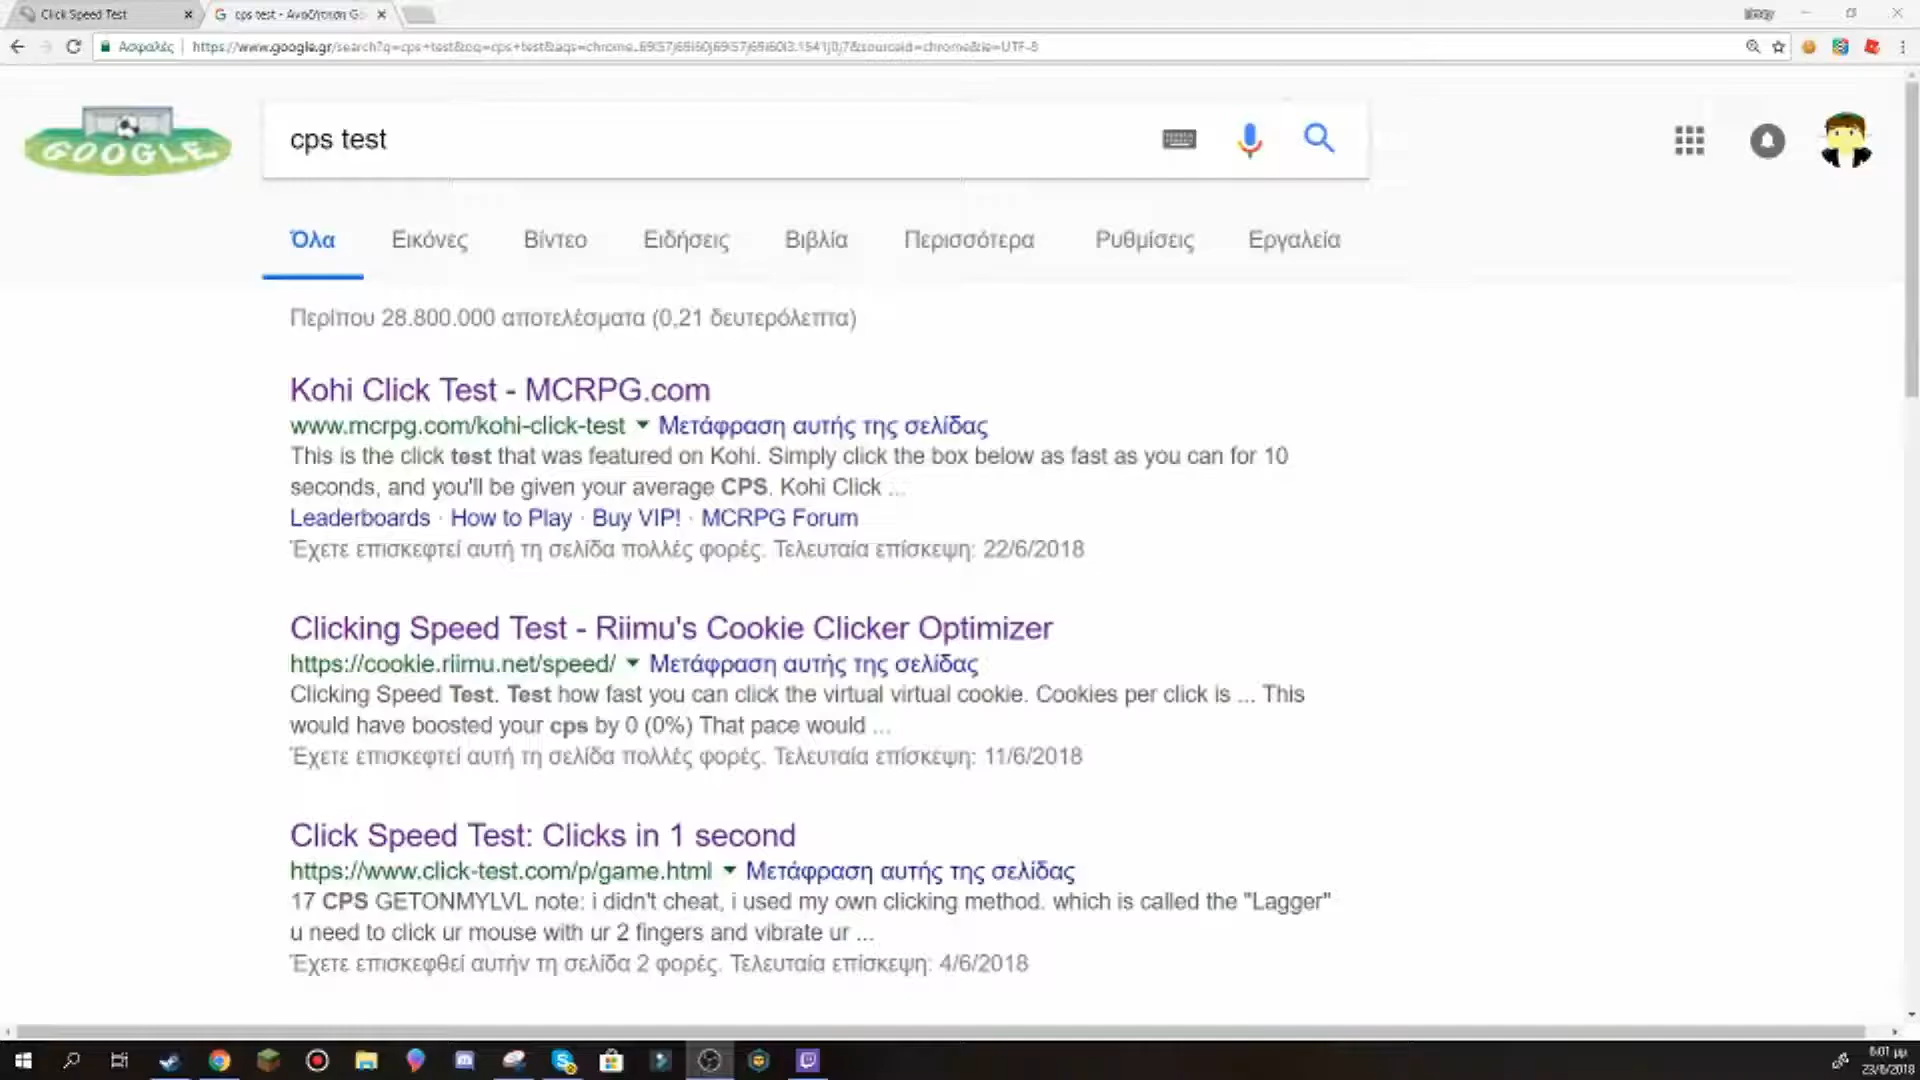 Click Speed Test
cps test - Αναζήτηση G
Ασφαλές
https://www.google.gr/search?q=cps+test&oq=cps+test&aqs=chrome..69i57j69i60j69i57j69i60l3.1541j0j7&sourceid=chrome&ie=UTF-8
GOOGLE
cps test
Όλα Εικόνες Βίντεο Ειδήσεις Βιβλία Περισσότερα Ρυθμίσεις Εργαλεία
Περίπου 28.800.000 αποτελέσματα (0,21 δευτερόλεπτα)
Kohi Click Test - MCRPG.com
www.mcrpg.com/kohi-click-test ▼ Μετάφραση αυτής της σελίδας
This is the click test that was featured on Kohi. Simply click the box below as fast as you can for 10
seconds, and you'll be given your average CPS. Kohi Click ...
Leaderboards · How to Play · Buy VIP! · MCRPG Forum
Έχετε επισκεφτεί αυτή τη σελίδα πολλές φορές. Τελευταία επίσκεψη: 22/6/2018
Clicking Speed Test - Riimu's Cookie Clicker Optimizer
https://cookie.riimu.net/speed/ ▼ Μετάφραση αυτής της σελίδας
Clicking Speed Test. Test how fast you can click the virtual virtual cookie. Cookies per click is ... This
would have boosted your cps by 0 (0%) That pace would ...
Έχετε επισκεφτεί αυτή τη σελίδα πολλές φορές. Τελευταία επίσκεψη: 11/6/2018
Click Speed Test: Clicks in 1 second
https://www.click-test.com/p/game.html ▼ Μετάφραση αυτής της σελίδας
17 CPS GETONMYLVL note: i didn't cheat, i used my own clicking method. which is called the "Lagger"
u need to click ur mouse with ur 2 fingers and vibrate ur ...
Έχετε επισκεφθεί αυτήν τη σελίδα 2 φορές. Τελευταία επίσκεψη: 4/6/2018
6:01 μμ
23/6/2018